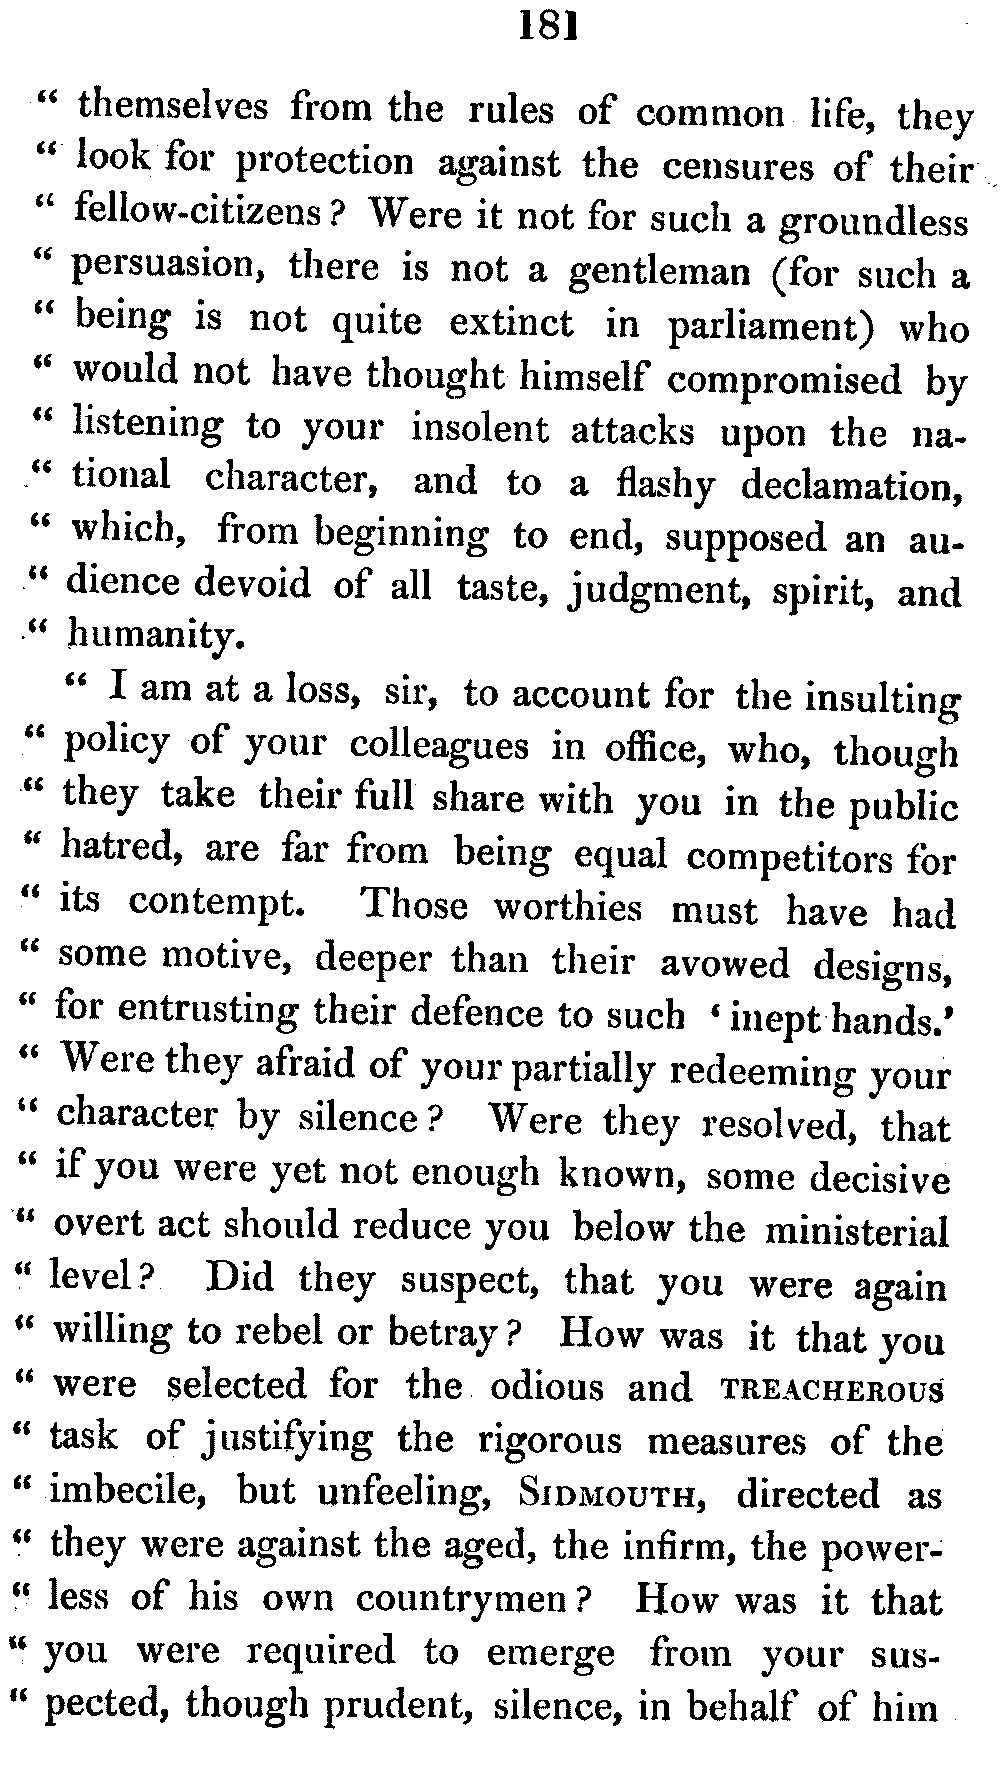 181
“ themselves from the rules of common life, they
“ look for protection against the censures of their
“ fellow-citizens? Were it not for such a groundless
“ persuasion, there is not a gentleman (for such a
“ being is not quite extinct in parliament) who
“ would not have thought himself compromised by
“ listening to your insolent attacks upon the na-
“ tional character, and to a flashy declamation,
“ which, from beginning to end, supposed an au-
“ dience devoid of all taste, judgment, spirit, and
“ humanity.
“ I am at a loss, sir, to account for the insulting
“ policy of your colleagues in office, who, though
“ they take their full share with you in the public
“ hatred, are far from being equal competitors for
“ its contempt. Those worthies must have had
“ some motive, deeper than their avowed designs,
“ for entrusting their defence to such ‘ inept hands.’
“ Were they afraid of your partially redeeming your
“ character by silence? Were they resolved, that
“ if you were yet not enough known, some decisive
“ overt act should reduce you below the ministerial
“ level? Did they suspect, that you were again
“ willing to rebel or betray? How was it that you
“ were selected for the odious and TREACHEROUS
“ task of justifying the rigorous measures of the
“ imbecile, but unfeeling, SIDMOUTH, directed as
“ they were against the aged, the infirm, the power-
“ less of his own countrymen? How was it that
“ you were required to emerge from your sus-
“ pected, though prudent, silence, in behalf of him